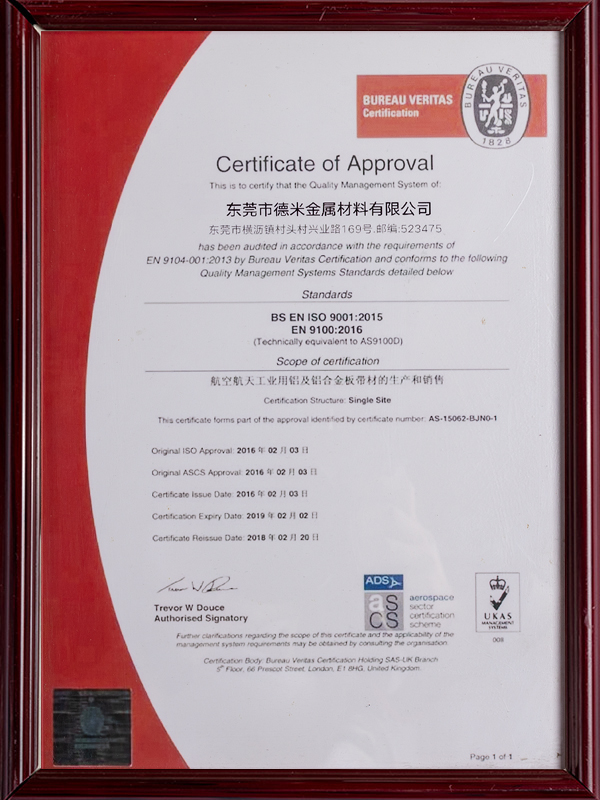 BUREAU VERITAS
Certification
BUREAU VERITAS
1828
Certificate of Approval
This is to certify that the Quality Management System of:
东莞市德米金属材料有限公司
东莞市横沥镇村头村兴业路169号.邮编:523475
has been audited in accordance with the requirements of
EN 9104-001:2013 by Bureau Veritas Certification and conforms to the following
Quality Management Systems Standards detailed below
Standards
BS EN ISO 9001:2015
EN 9100:2016
(Technically equivalent to AS9100D)
Scope of certification
航空航天工业用铝及铝合金板带材的生产和销售
Certification Structure: Single Site
This certificate forms part of the approval identified by certificate number: AS-15062-BJN0-1
Original ISO Approval: 2016 年 02 月 03 日
Original ASCS Approval: 2016 年 02 月 03 日
Certificate Issue Date: 2016 年 02 月 03 日
Certification Expiry Date: 2019 年 02 月 02 日
Certificate Reissue Date: 2018 年 02 月 20 日
Trevor W Douce
Authorised Signatory
ADS
asCS
aerospace
sector
certification
scheme
UKAS
MANAGEMENT
SYSTEMS
008
Further clarifications regarding the scope of this certificate and the applicability of the
management system requirements may be obtained by consulting the organisation.
Certification Body: Bureau Veritas Certification Holding SAS-UK Branch
5th Floor, 66 Prescot Street, London, E1 8HG, United Kingdom.
Page 1 of 1